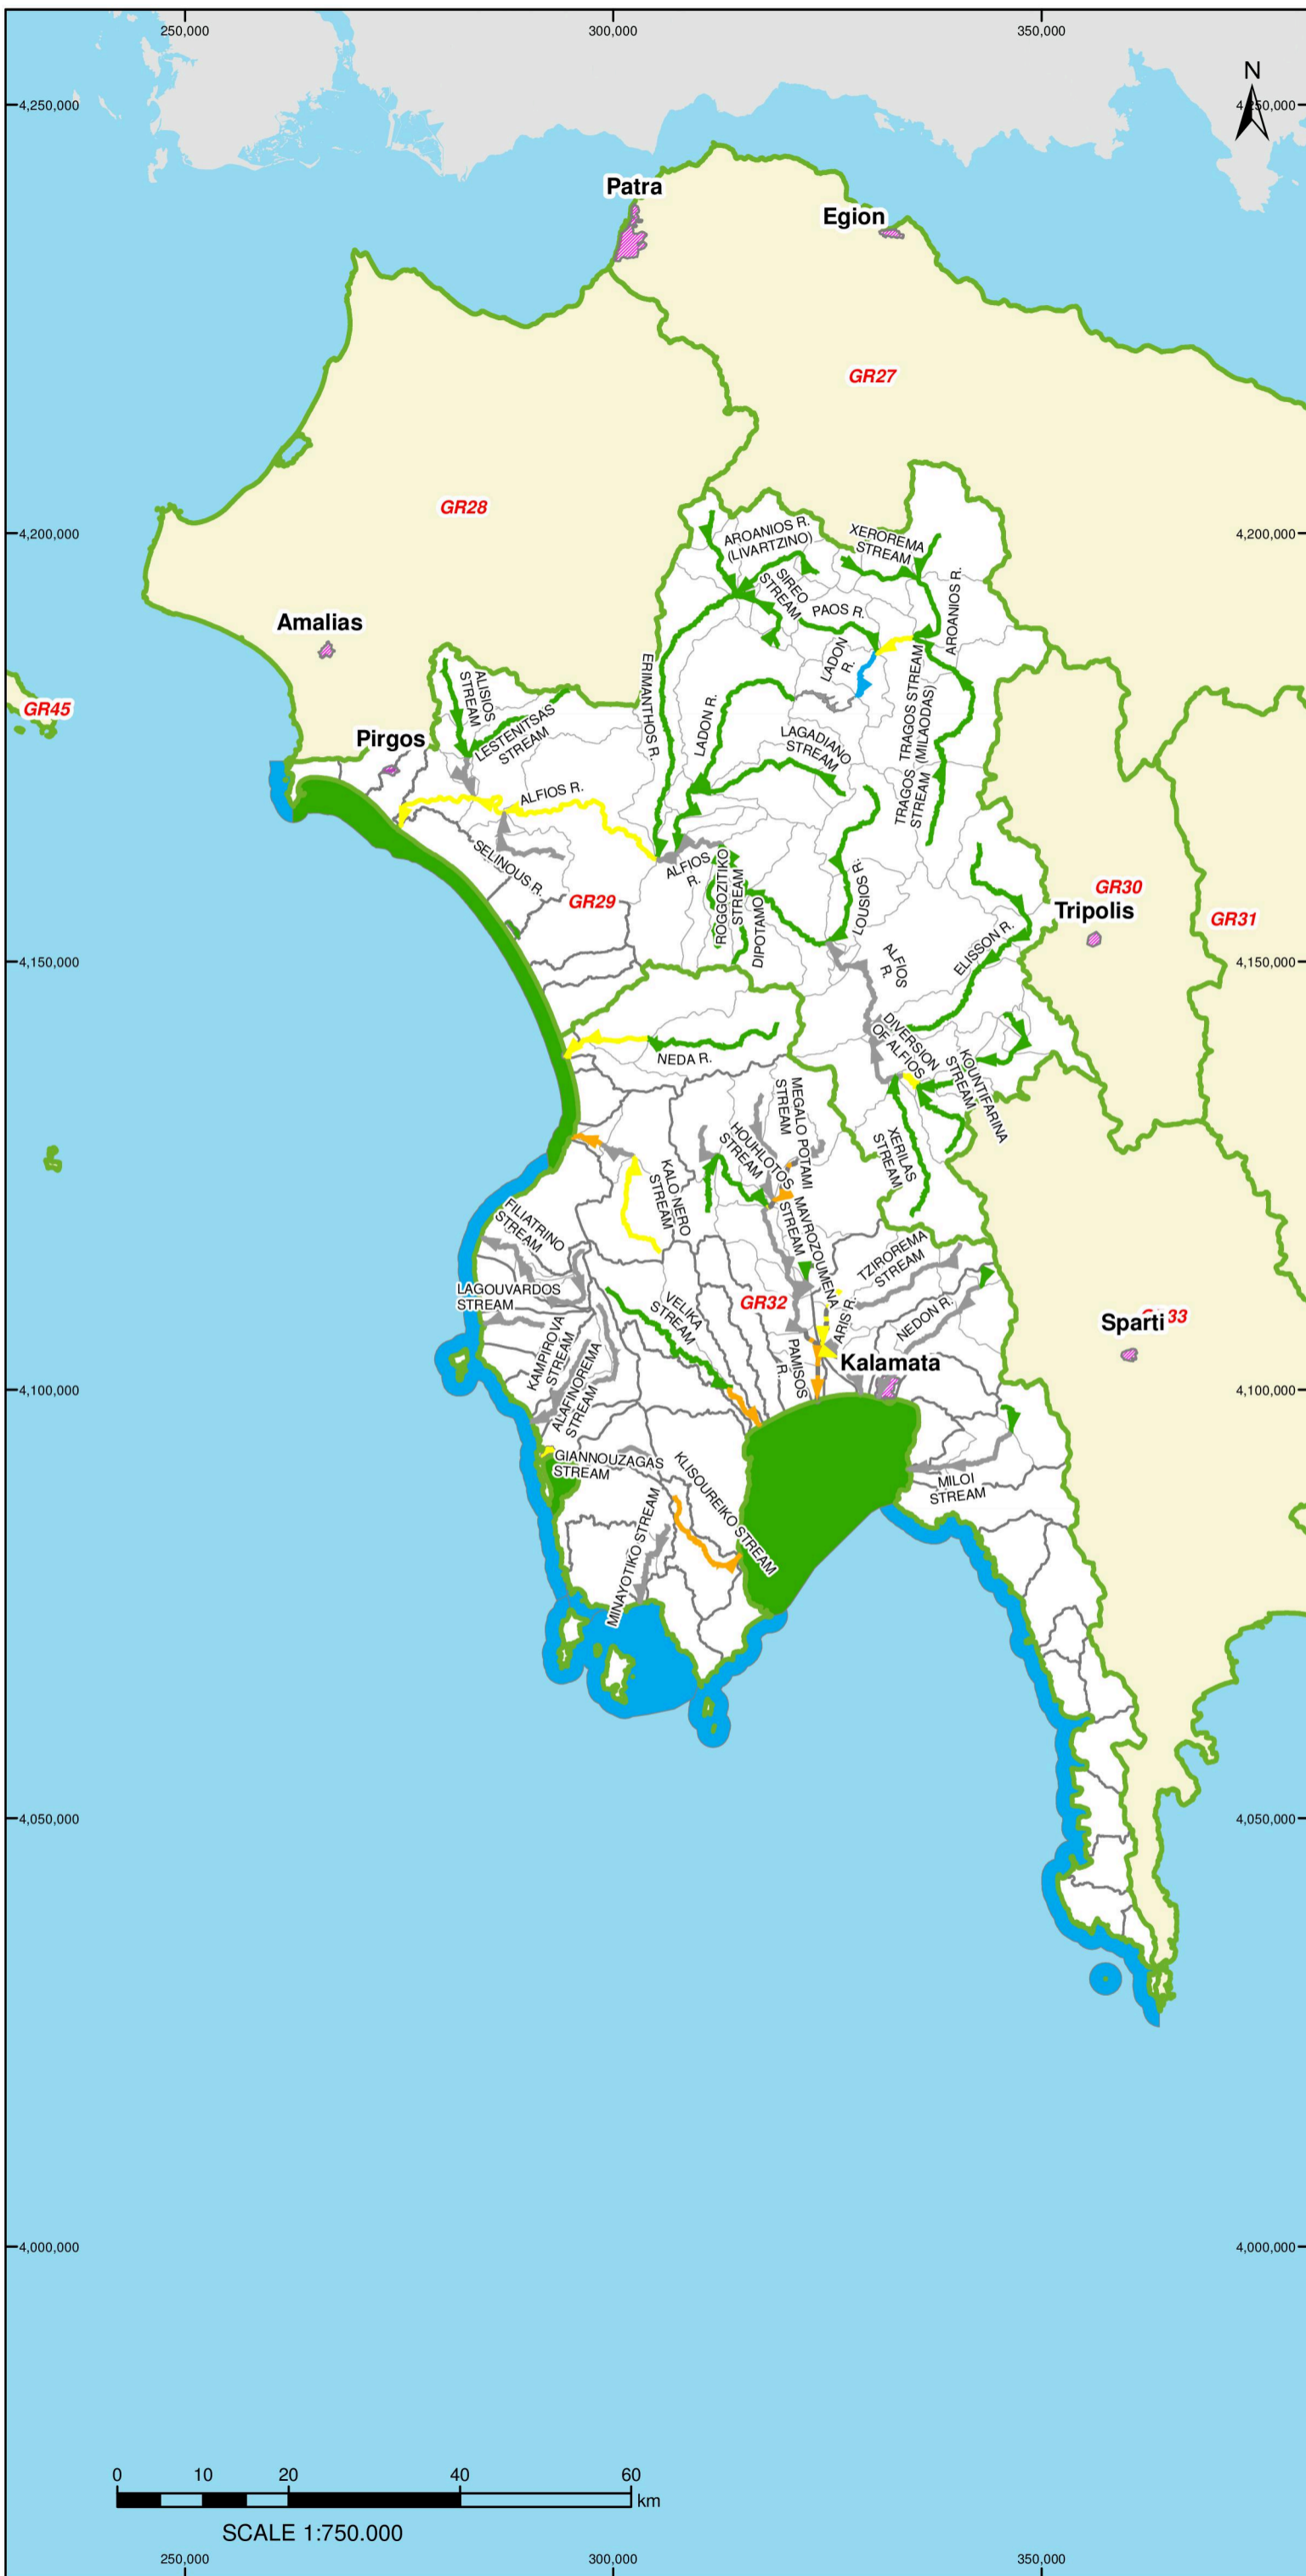 250,000
300,000
350,000
N
4,250,000
4,250,000
Patra
Egion
GR27
GR28
4,200,000
4,200,000
AROANIOS R.
(LIVARTZINO)
XEROREMA
STREAM
SIREO
STREAM
PAOS R.
AROANIOS R.
Amalias
LADON
R.
ERIMANTHOS R.
ALISIOS
STREAM
LADON R.
TRAGOS STREAM
TRAGOS (MILAODAS)
STREAM
GR45
Pirgos
LESTENITSAS
STREAM
LAGADIANO
STREAM
ALFIOS R.
SELINOUS R.
ALFIOS
R.
ROGGOZITIKO
STREAM
DIPOTAMO
LOUSIOS R.
GR29
GR30
Tripolis
GR31
ELISSON R.
4,150,000
4,150,000
ALFIOS
R.
DIVERSION
OF ALFIOS
NEDA R.
KOUNTIFARINA
STREAM
MEGALO POTAMI
STREAM
HOUHLOTOS
STREAM
XERILAS
STREAM
KALO NERO
STREAM
MAVROZOUMENA
STREAM
FILIATRINO
STREAM
TZIROREMA
STREAM
LAGOUVARDOS
STREAM
VELIKA
STREAM
GR32
ARIS R.
NEDON R.
Sparti
33
KAMPIROVA
STREAM
ALAFINOREMA
STREAM
PAMISOS
R.
Kalamata
4,100,000
4,100,000
GIANNOUZAGAS
STREAM
KLISOUREIKO STREAM
MILOI
STREAM
MINAYOTIKO STREAM
4,050,000
4,050,000
4,000,000
4,000,000
0 10 20 40 60
km
SCALE 1:750.000
250,000
300,000
350,000